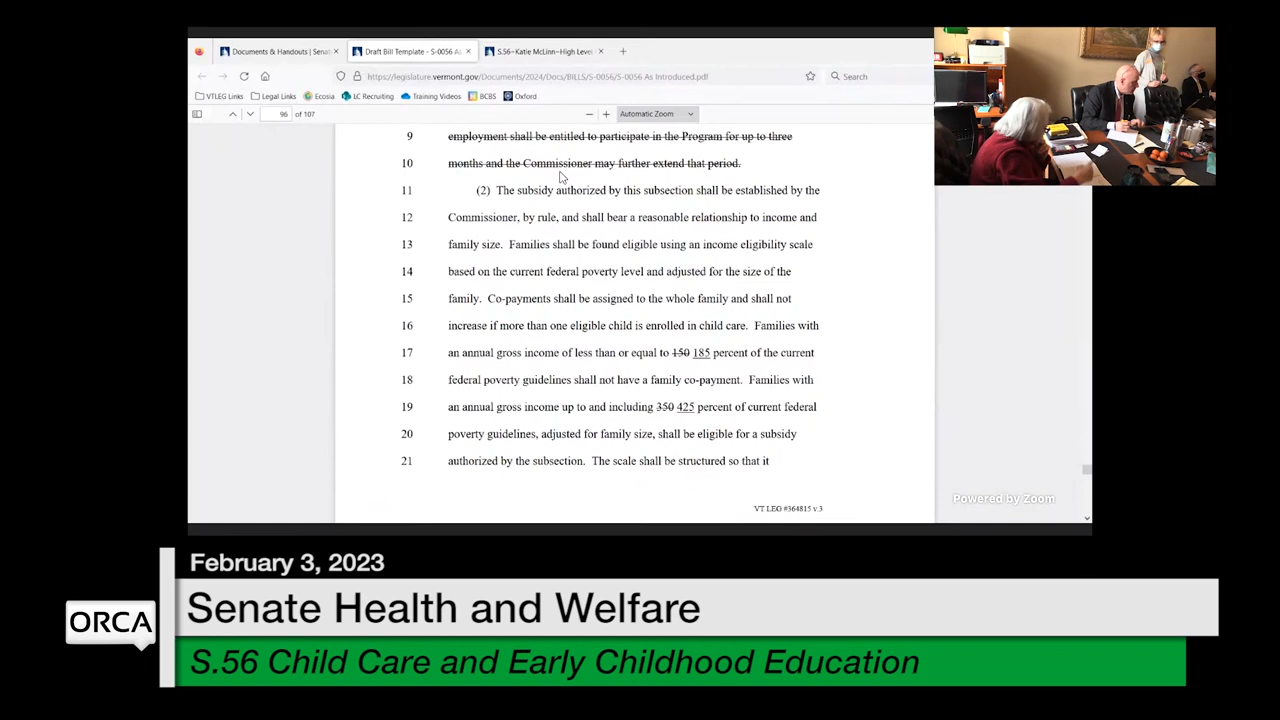 Documents & Handouts | Senat
Draft Bill Template - S-0056 As
S.56~Katie McLinn~High Level
https://legislature.vermont.gov/Documents/2024/Docs/BILLS/S-0056/S-0056 As Introduced.pdf
Search
VTLEG Links Legal Links Ecosia LC Recruiting Training Videos BCBS Oxford
96 of 107
Automatic Zoom
9 employment shall be entitled to participate in the Program for up to three
10 months and the Commissioner may further extend that period.
11 (2) The subsidy authorized by this subsection shall be established by the
12 Commissioner, by rule, and shall bear a reasonable relationship to income and
13 family size. Families shall be found eligible using an income eligibility scale
14 based on the current federal poverty level and adjusted for the size of the
15 family. Co-payments shall be assigned to the whole family and shall not
16 increase if more than one eligible child is enrolled in child care. Families with
17 an annual gross income of less than or equal to 150 185 percent of the current
18 federal poverty guidelines shall not have a family co-payment. Families with
19 an annual gross income up to and including 350 425 percent of current federal
20 poverty guidelines, adjusted for family size, shall be eligible for a subsidy
21 authorized by the subsection. The scale shall be structured so that it
VT LEG #364815 v.3
Powered by Zoom
February 3, 2023
ORCA
Senate Health and Welfare
S.56 Child Care and Early Childhood Education